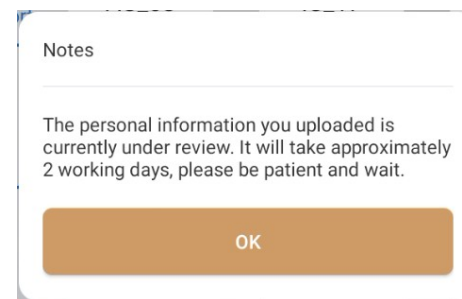 Notes
The personal information you uploaded is
currently under review. It will take approximately
2 working days, please be patient and wait.
OK